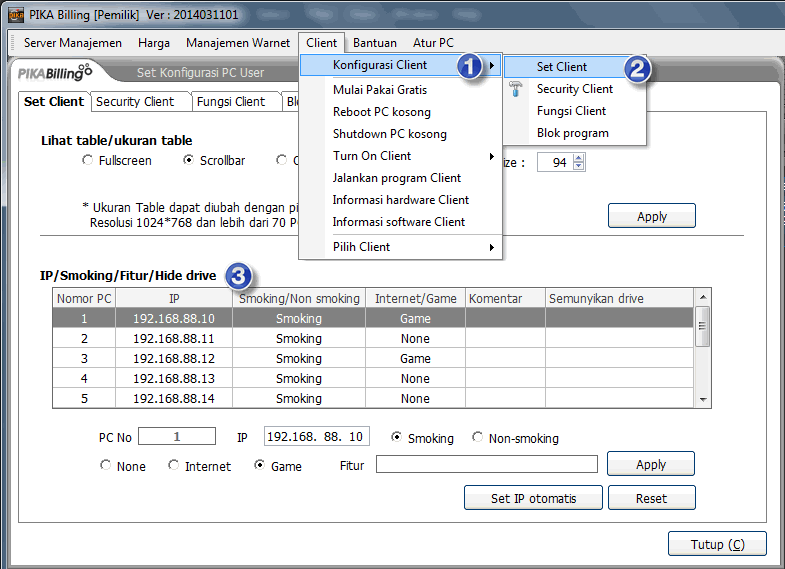 PIKA Billing [Pemilik] Ver : 2014031101
Server Manajemen Harga Manajemen Warnet Client Bantuan Atur PC
Konfigurasi Client 1
Mulai Pakai Gratis
Reboot PC kosong
Shutdown PC kosong
Turn On Client
Jalankan program Client
Informasi hardware Client
Informasi software Client
Pilih Client
Set Client 2
Security Client
Fungsi Client
Blok program
PIKABilling Set Konfigurasi PC User
Set Client Security Client Fungsi Client
Lihat table/ukuran table
Fullscreen Scrollbar : 94
* Ukuran Table dapat diubah dengan
Resolusi 1024*768 dan lebih dari 70
Apply
IP/Smoking/Fitur/Hide drive 3
Nomor PC IP Smoking/Non smoking Internet/Game Komentar Semunyikan drive
1 192.168.88.10 Smoking Game
2 192.168.88.11 Smoking None
3 192.168.88.12 Smoking Game
4 192.168.88.13 Smoking None
5 192.168.88.14 Smoking None
PC No 1 IP 192.168. 88. 10 Smoking Non-smoking
None Internet Game Fitur Apply
Set IP otomatis Reset
Tutup (C)